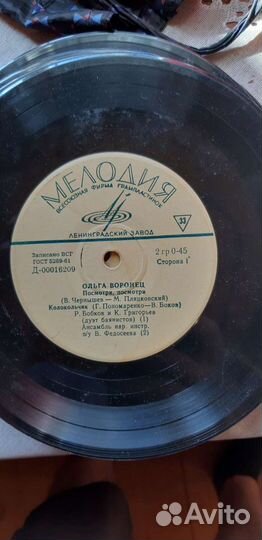 МЕЛОДИЯ
ВСЕСОЮЗНАЯ ФИРМА ГРАМПЛАСТИНОК
ЛЕНИНГРАДСКИЙ ЗАВОД
33
Записано ВСГ
ГОСТ 5289-61
Д-00016209
2 гр 0-45
Сторона 1
ОЛЬГА ВОРОНЕЦ
Посмотри, посмотри
(В. Чернышев — М. Пляцковский)
Колокольчик (Г. Пономаренко—В. Боков)
Р. Бобков и К. Григорьев
(дуэт баянистов) (1)
Ансамбль нар. инстр.
п/у В. Федосеева (2)
Avito